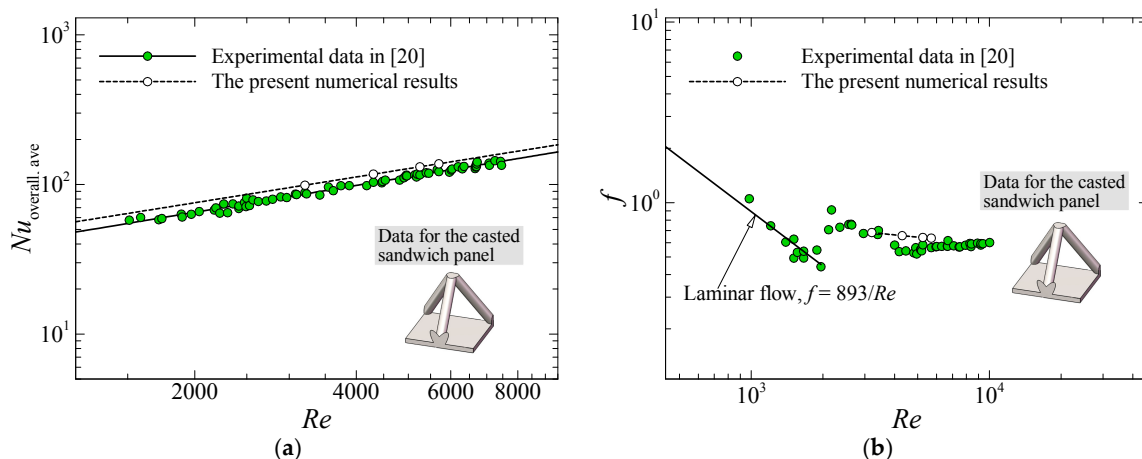 10³
Experimental data in [20]
The present numerical results
10²
Nu overall. ave
Data for the casted
sandwich panel
10¹
2000 4000 6000 8000
Re
(a)
10¹
Experimental data in [20]
The present numerical results
f
10⁰
Data for the casted
sandwich panel
Laminar flow, f = 893/Re
10³ 10⁴
Re
(b)